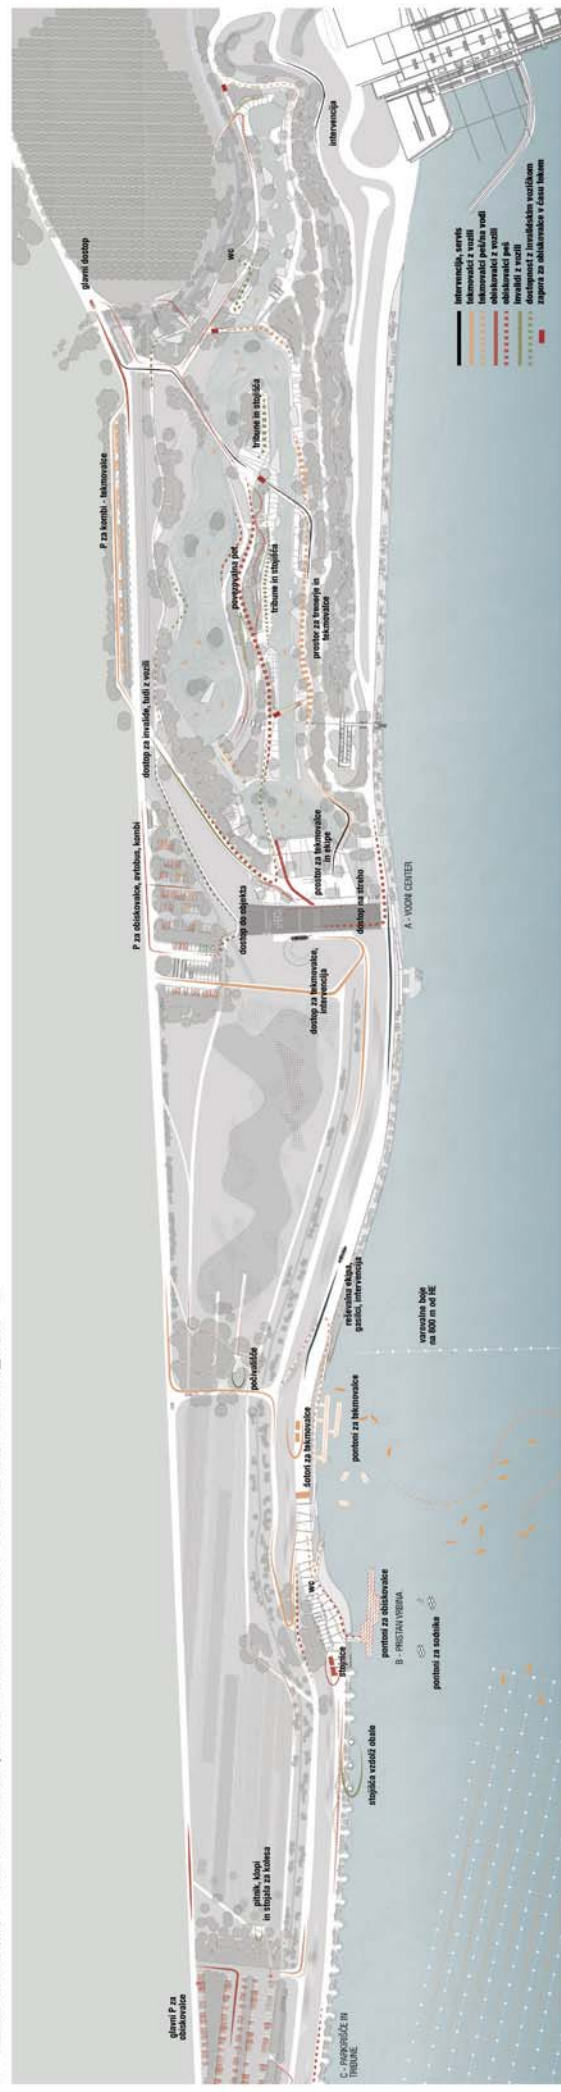 glavni P za
obiskovalce
C - PARKIRIŠČE IN
TRIBUNE
pitnik, klopi
in stojala za kolesa
stojišča vzdolž obale
stojnice
wc
pontoni za obiskovalce
B - PRISTAN VRBINA
pontoni za sodnike
šotori za tekmovalce
pontoni za tekmovalce
počivališče
reševalna ekipa,
gasilci, intervencija
varovalne boje
na 800 m od HE
P za obiskovalce, avtobus, kombi
dostop za invalide, tudi z vozili
dostop do objekta
dostop za tekmovalce,
intervencija
dostop na streho
A - VODNI CENTER
prostor za tekmovalce
in ekipe
P za kombi - tekmovalce
povezovalna pot
tribune in stojišča
prostor za trenerje in
tekmovalce
tribune in stojišča
glavni dostop
wc
intervencija
intervencija, servis
tekmovalci z vozili
tekmovalci peš/na vodi
obiskovalci z vozili
obiskovalci peš
invalidi z vozili
dostopnost z invalidskim vozičkom
zapora za obiskovalce v času tekem